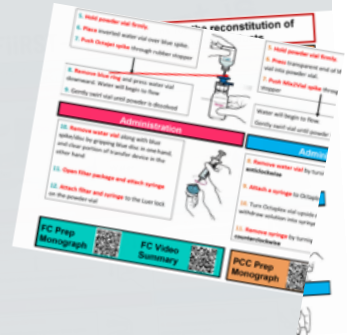 the reconstitution of
5. Hold powder vial firmly.
6. Place inverted water vial over blue spike.
7. Push Octajet spike through rubber stopper
8. Remove blue ring and press water vial
downward. Water will begin to flow
9. Gently swirl vial until powder is dissolved
Administration
10. Remove water vial along with blue
spike/disc by gripping blue disc in one hand,
and clear portion of transfer device in the
other hand
11. Open filter package and attach syringe
12. Attach filter and syringe to the Luer lock
on the powder vial
FC Prep
Monograph
FC Video
Summary
5. Hold powder vial firmly.
6. Press transparent end of
vial into powder vial.
7. Push Mix2Vial spike
stopper
Water will begin to flow
Gently swirl vial until powder
Admin
8. Remove water vial by
anticlockwise
9. Attach a syringe to Octaplex
10. Turn Octaplex vial upside
withdraw solution into syringe
11. Remove syringe by turning
counterclockwise
PCC Prep
Monograph